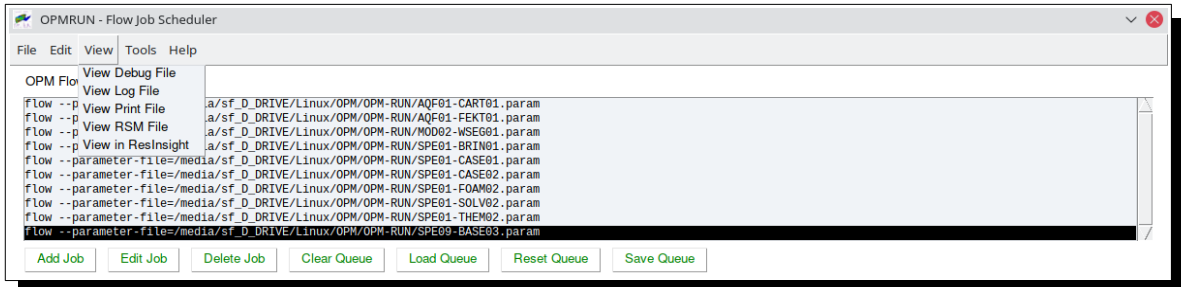 OPMRUN - Flow Job Scheduler
File Edit View Tools Help
View Debug File
OPM Flow
View Log File
flow --p a/sf_D_DRIVE/Linux/OPM/OPM-RUN/AQF01-CART01.param
View Print File
flow --p a/sf_D_DRIVE/Linux/OPM/OPM-RUN/AQF01-FEKT01.param
View RSM File
flow --p a/sf_D_DRIVE/Linux/OPM/OPM-RUN/MOD02-WSEG01.param
View in ResInsight
flow --p a/sf_D_DRIVE/Linux/OPM/OPM-RUN/SPE01-BRIN01.param
flow --parameter-file=/media/sf_D_DRIVE/Linux/OPM/OPM-RUN/SPE01-CASE01.param
flow --parameter-file=/media/sf_D_DRIVE/Linux/OPM/OPM-RUN/SPE01-CASE02.param
flow --parameter-file=/media/sf_D_DRIVE/Linux/OPM/OPM-RUN/SPE01-FOAM02.param
flow --parameter-file=/media/sf_D_DRIVE/Linux/OPM/OPM-RUN/SPE01-SOLV02.param
flow --parameter-file=/media/sf_D_DRIVE/Linux/OPM/OPM-RUN/SPE01-THEM02.param
flow --parameter-file=/media/sf_D_DRIVE/Linux/OPM/OPM-RUN/SPE09-BASE03.param
Add Job Edit Job Delete Job Clear Queue Load Queue Reset Queue Save Queue